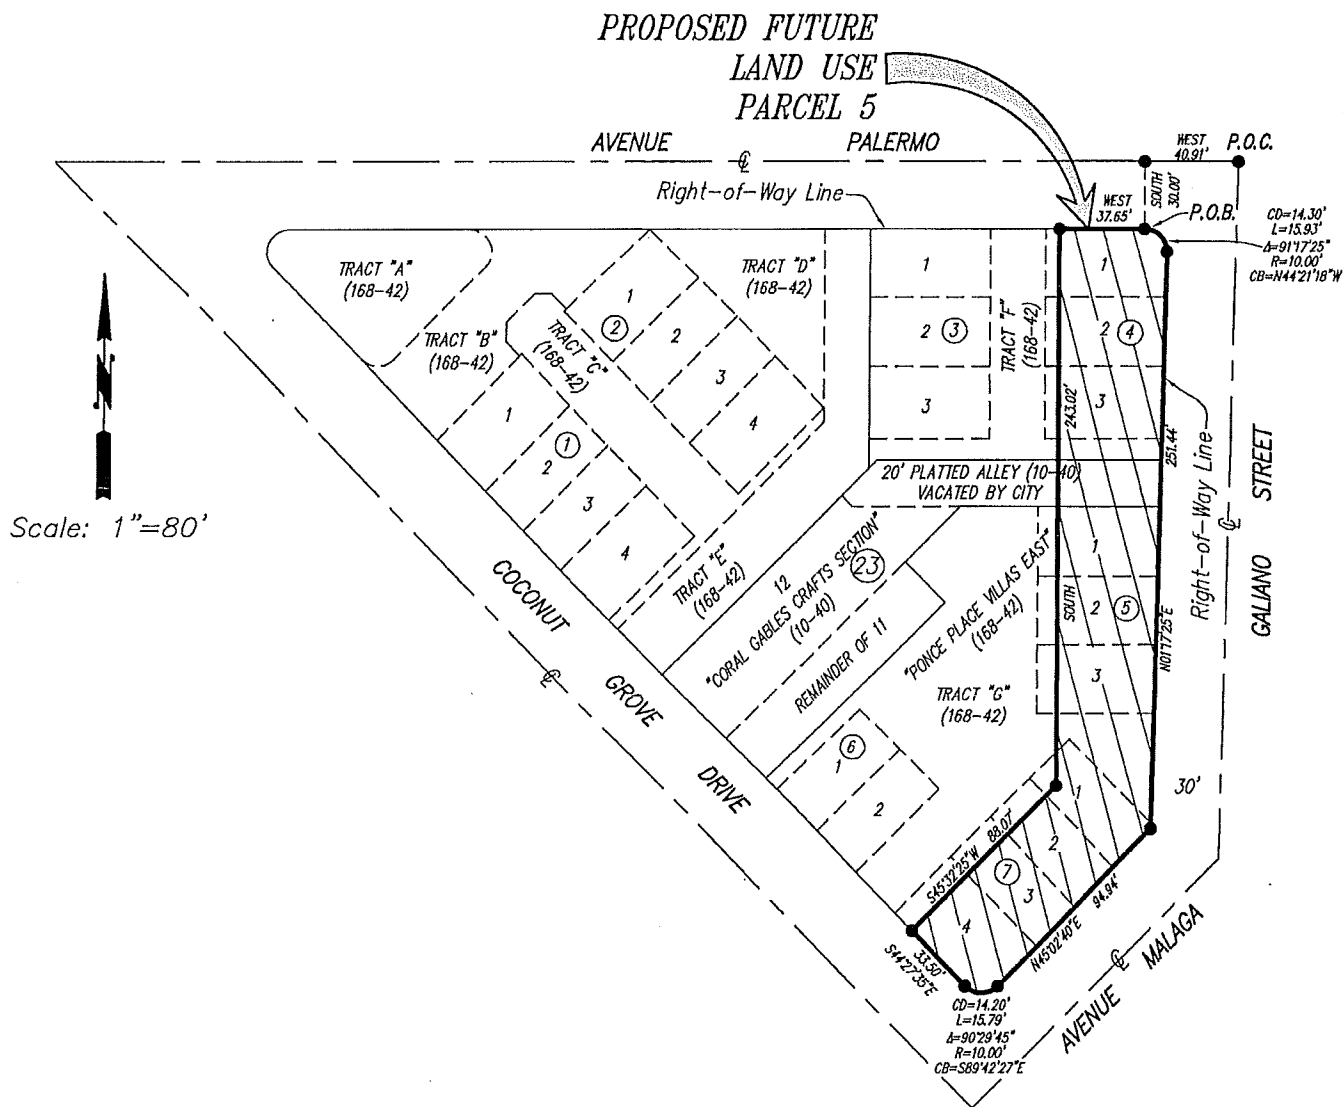 PROPOSED FUTURE
LAND USE
PARCEL 5
AVENUE
℄
PALERMO
WEST
40.91'
P.O.C.
Right-of-Way Line
WEST
37.65'
SOUTH
30.00'
P.O.B.
CD=14.30'
L=15.93'
Δ=91°17'25"
R=10.00'
CB=N44°21'18"W
TRACT "A"
(168-42)
TRACT "B"
(168-42)
TRACT "C"
(168-42)
TRACT "D"
(168-42)
1
2
2
3
4
1
2
3
3
TRACT "F"
(168-42)
1
2
4
3
243.02'
251.44'
Right-of-Way Line
1
1
2
3
4
N
Scale: 1"=80'
20' PLATTED ALLEY (10-40)
VACATED BY CITY
TRACT "E"
(168-42)
12
"CORAL GABLES CRAFTS SECTION"
(10-40)
23
REMAINDER OF 11
"PONCE PLACE VILLAS EAST"
(168-42)
TRACT "G"
(168-42)
SOUTH
1
2
5
3
N01°17'25"E
GALIANO
℄
STREET
COCONUT
℄
GROVE
DRIVE
6
1
2
30'
1
2
7
3
4
S45°32'25"W
88.07'
N45°02'40"E
94.94'
33.50'
S44°27'35"E
CD=14.20'
L=15.79'
Δ=90°29'45"
R=10.00'
CB=S89°42'27"E
AVENUE
℄
MALAGA